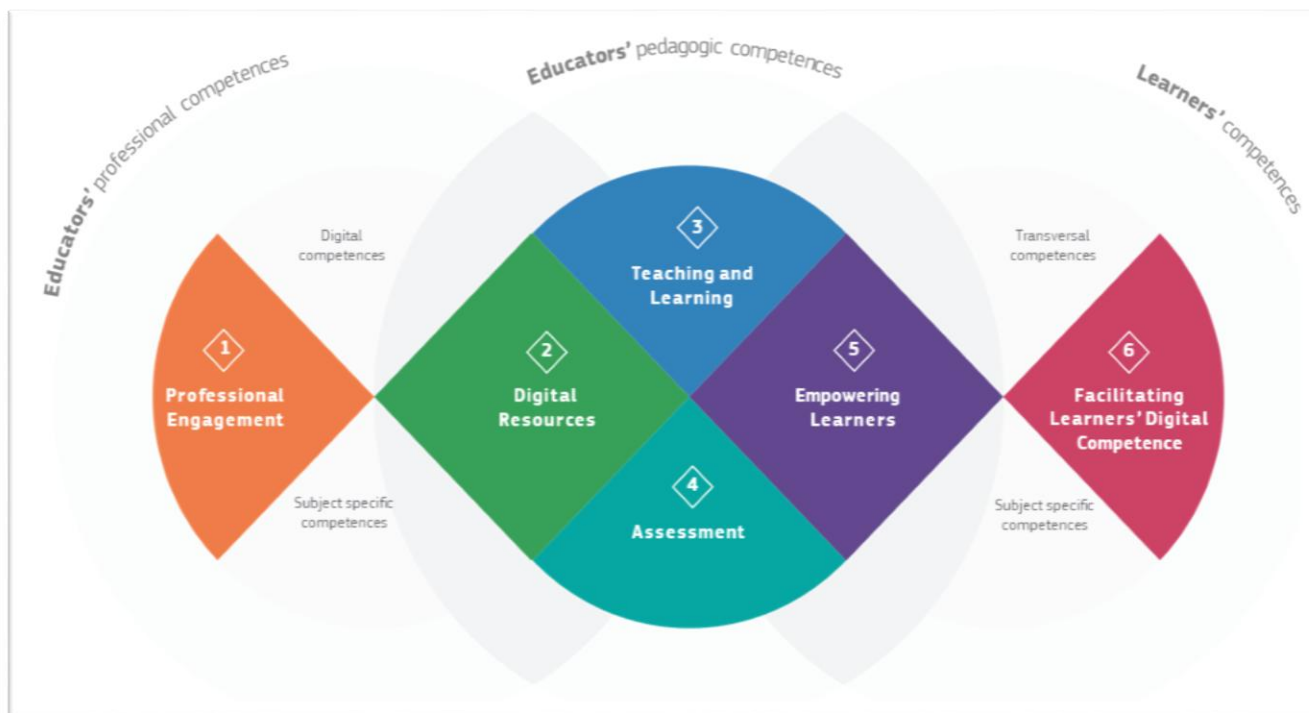 Educators' professional competences
Educators' pedagogic competences
Learners' competences
Digital
competences
Transversal
competences
1
Professional
Engagement
2
Digital
Resources
3
Teaching and
Learning
4
Assessment
5
Empowering
Learners
6
Facilitating
Learners' Digital
Competence
Subject specific
competences
Subject specific
competences